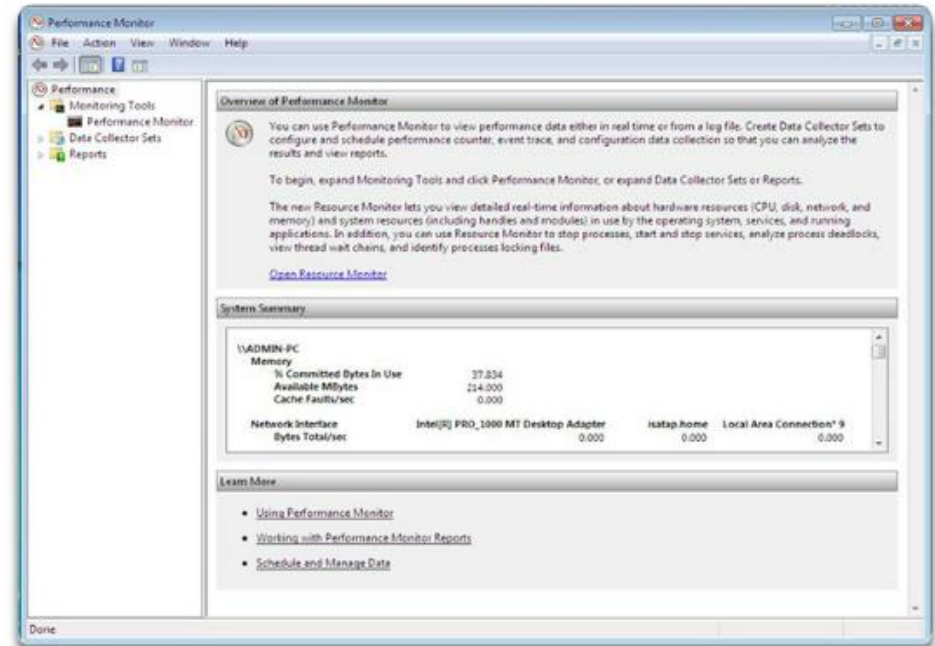 Performance Monitor
File Action View Window Help
Performance
Monitoring Tools
Performance Monitor
Data Collector Sets
Reports
Overview of Performance Monitor
You can use Performance Monitor to view performance data either in real time or from a log file. Create Data Collector Sets to
configure and schedule performance counter, event trace, and configuration data collection so that you can analyze the
results and view reports.
To begin, expand Monitoring Tools and click Performance Monitor, or expand Data Collector Sets or Reports.
The new Resource Monitor lets you view detailed real-time information about hardware resources (CPU, disk, network, and
memory) and system resources (including handles and modules) in use by the operating system, services, and running
applications. In addition, you can use Resource Monitor to stop processes, start and stop services, analyze process deadlocks,
view thread wait chains, and identify processes locking files.
Open Resource Monitor
System Summary
\\ADMIN-PC
Memory
% Committed Bytes In Use 37.834
Available MBytes 214.000
Cache Faults/sec 0.000
Network Interface Intel[R] PRO_1000 MT Desktop Adapter isatap.home Local Area Connection* 9
Bytes Total/sec 0.000 0.000 0.000
Learn More
Using Performance Monitor
Working with Performance Monitor Reports
Schedule and Manage Data
Done